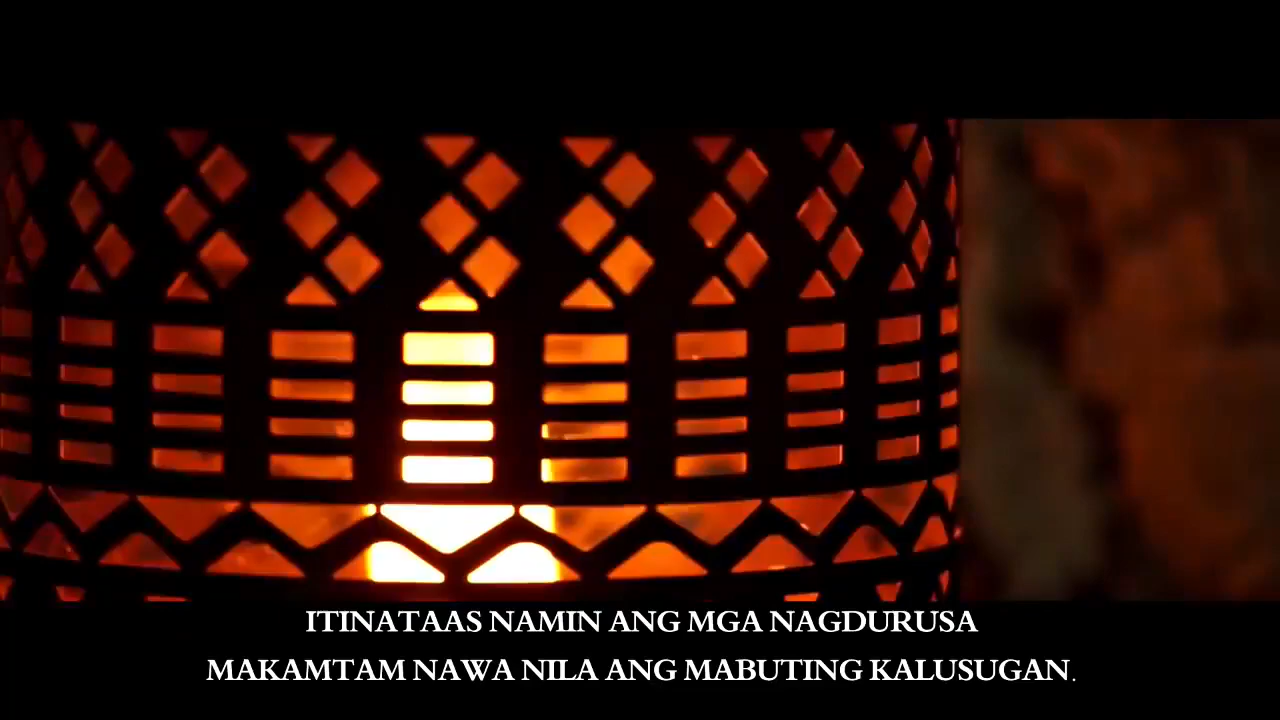 ITINATAAS NAMIN ANG MGA NAGDURUSA
MAKAMTAM NAWA NILA ANG MABUTING KALUSUGAN.